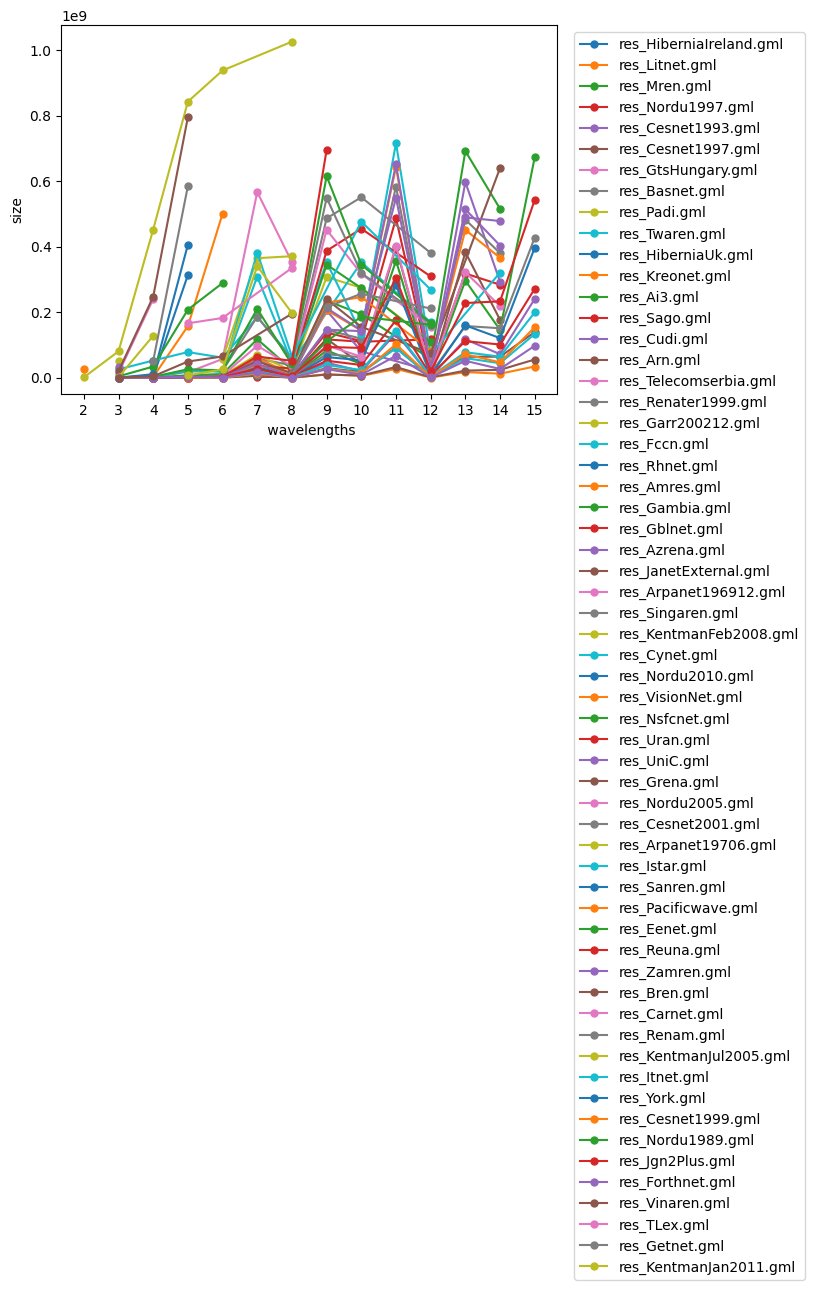 1e9
1.0
0.8
0.6
0.4
0.2
0.0
size
2 3 4 5 6 7 8 9 10 11 12 13 14 15
wavelengths
res_HiberniaIreland.gml
res_Litnet.gml
res_Mren.gml
res_Nordu1997.gml
res_Cesnet1993.gml
res_Cesnet1997.gml
res_GtsHungary.gml
res_Basnet.gml
res_Padi.gml
res_Twaren.gml
res_HiberniaUk.gml
res_Kreonet.gml
res_Ai3.gml
res_Sago.gml
res_Cudi.gml
res_Arn.gml
res_Telecomserbia.gml
res_Renater1999.gml
res_Garr200212.gml
res_Fccn.gml
res_Rhnet.gml
res_Amres.gml
res_Gambia.gml
res_Gblnet.gml
res_Azrena.gml
res_JanetExternal.gml
res_Arpanet196912.gml
res_Singaren.gml
res_KentmanFeb2008.gml
res_Cynet.gml
res_Nordu2010.gml
res_VisionNet.gml
res_Nsfcnet.gml
res_Uran.gml
res_UniC.gml
res_Grena.gml
res_Nordu2005.gml
res_Cesnet2001.gml
res_Arpanet19706.gml
res_Istar.gml
res_Sanren.gml
res_Pacificwave.gml
res_Eenet.gml
res_Reuna.gml
res_Zamren.gml
res_Bren.gml
res_Carnet.gml
res_Renam.gml
res_KentmanJul2005.gml
res_Itnet.gml
res_York.gml
res_Cesnet1999.gml
res_Nordu1989.gml
res_Jgn2Plus.gml
res_Forthnet.gml
res_Vinaren.gml
res_TLex.gml
res_Getnet.gml
res_KentmanJan2011.gml